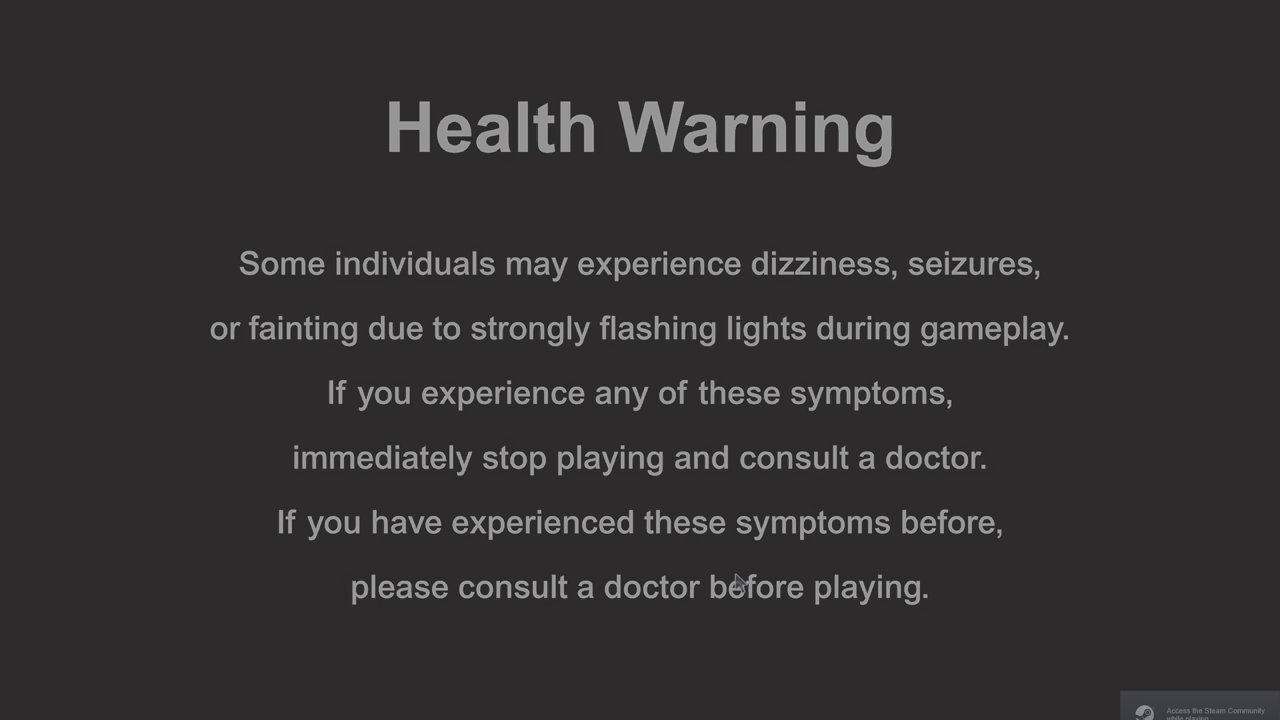 Health Warning
Some individuals may experience dizziness, seizures,
or fainting due to strongly flashing lights during gameplay.
If you experience any of these symptoms,
immediately stop playing and consult a doctor.
If you have experienced these symptoms before,
please consult a doctor before playing.
Access the Steam Community
while playing